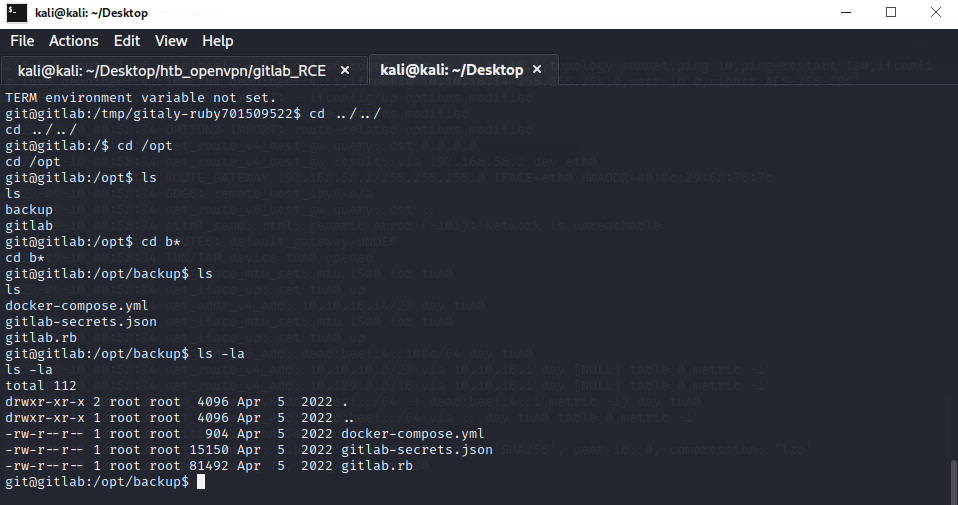 kali@kali: ~/Desktop
File Actions Edit View Help
kali@kali: ~/Desktop/htb_openvpn/gitlab_RCE × kali@kali: ~/Desktop ×
TERM environment variable not set.
git@gitlab:/tmp/gitaly-ruby701509522$ cd ../../
cd ../../
git@gitlab:/$ cd /opt
cd /opt
git@gitlab:/opt$ ls
ls
backup
gitlab
git@gitlab:/opt$ cd b*
cd b*
git@gitlab:/opt/backup$ ls
ls
docker-compose.yml
gitlab-secrets.json
gitlab.rb
git@gitlab:/opt/backup$ ls -la
ls -la
total 112
drwxr-xr-x 2 root root  4096 Apr  5  2022 .
drwxr-xr-x 1 root root  4096 Apr  5  2022 ..
-rw-r--r-- 1 root root   904 Apr  5  2022 docker-compose.yml
-rw-r--r-- 1 root root 15150 Apr  5  2022 gitlab-secrets.json
-rw-r--r-- 1 root root 81492 Apr  5  2022 gitlab.rb
git@gitlab:/opt/backup$